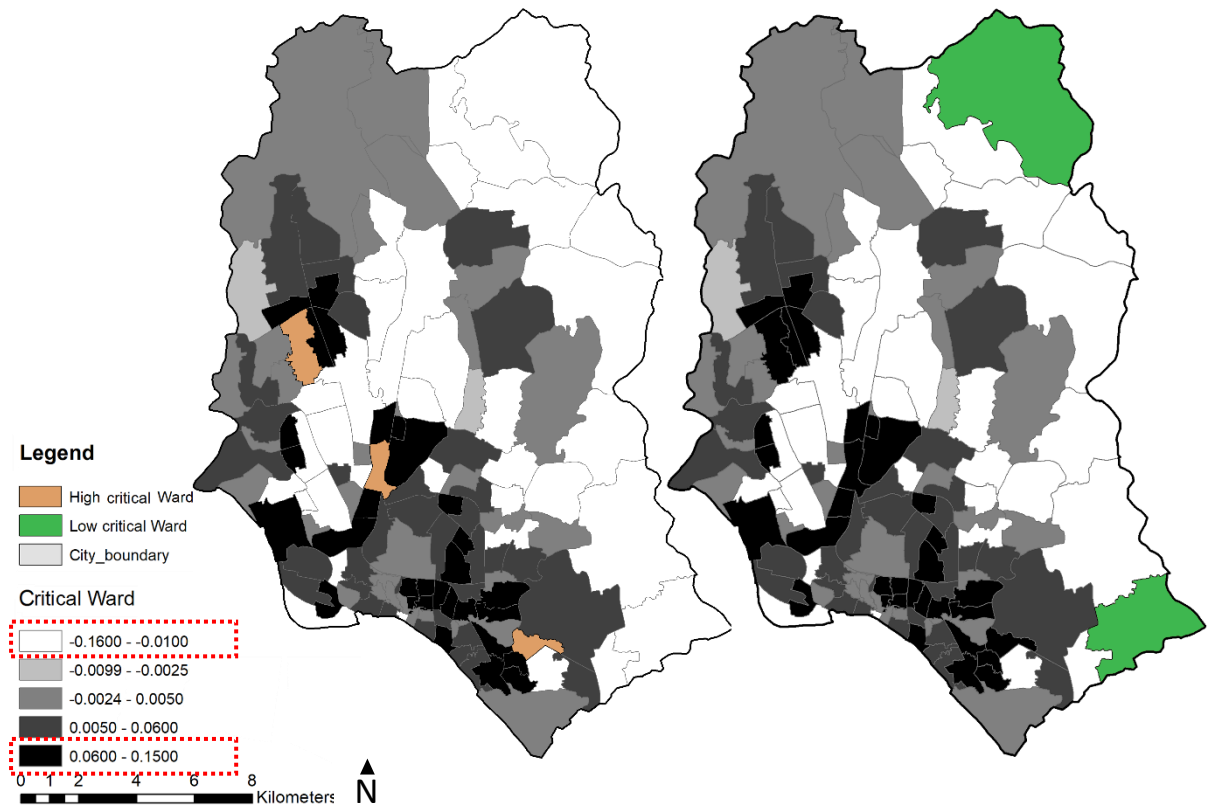 Legend
High critical Ward
Low critical Ward
City_boundary
Critical Ward
-0.1600 - -0.0100
-0.0099 - -0.0025
-0.0024 - 0.0050
0.0050 - 0.0600
0.0600 - 0.1500
0 1 2 4 6 8
Kilometers
N